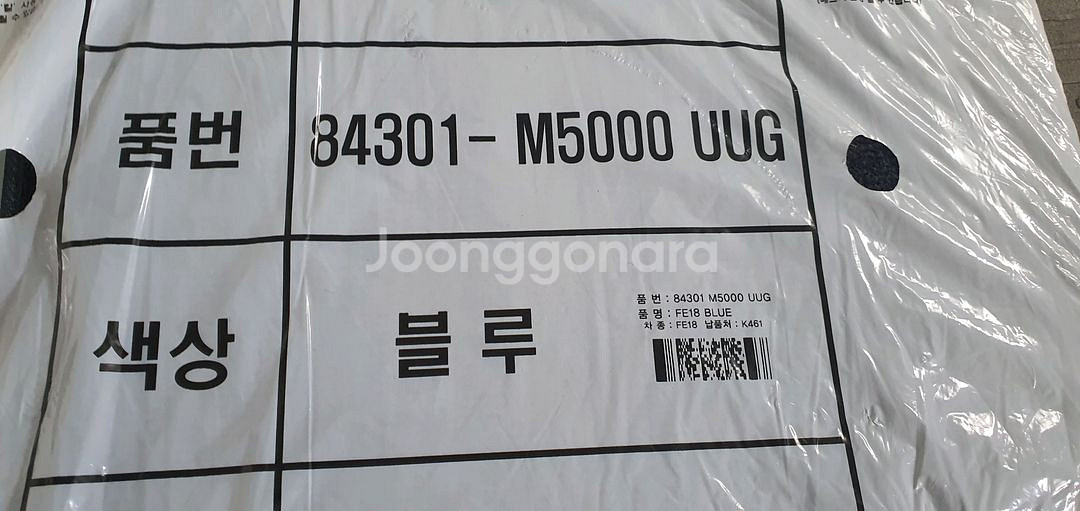 품번 84301- M5000 UUG
Joonggonara
품 번 : 84301 M5000 UUG
품 명 : FE18 BLUE
차 종 : FE18 납품처 : K461
색상 블루